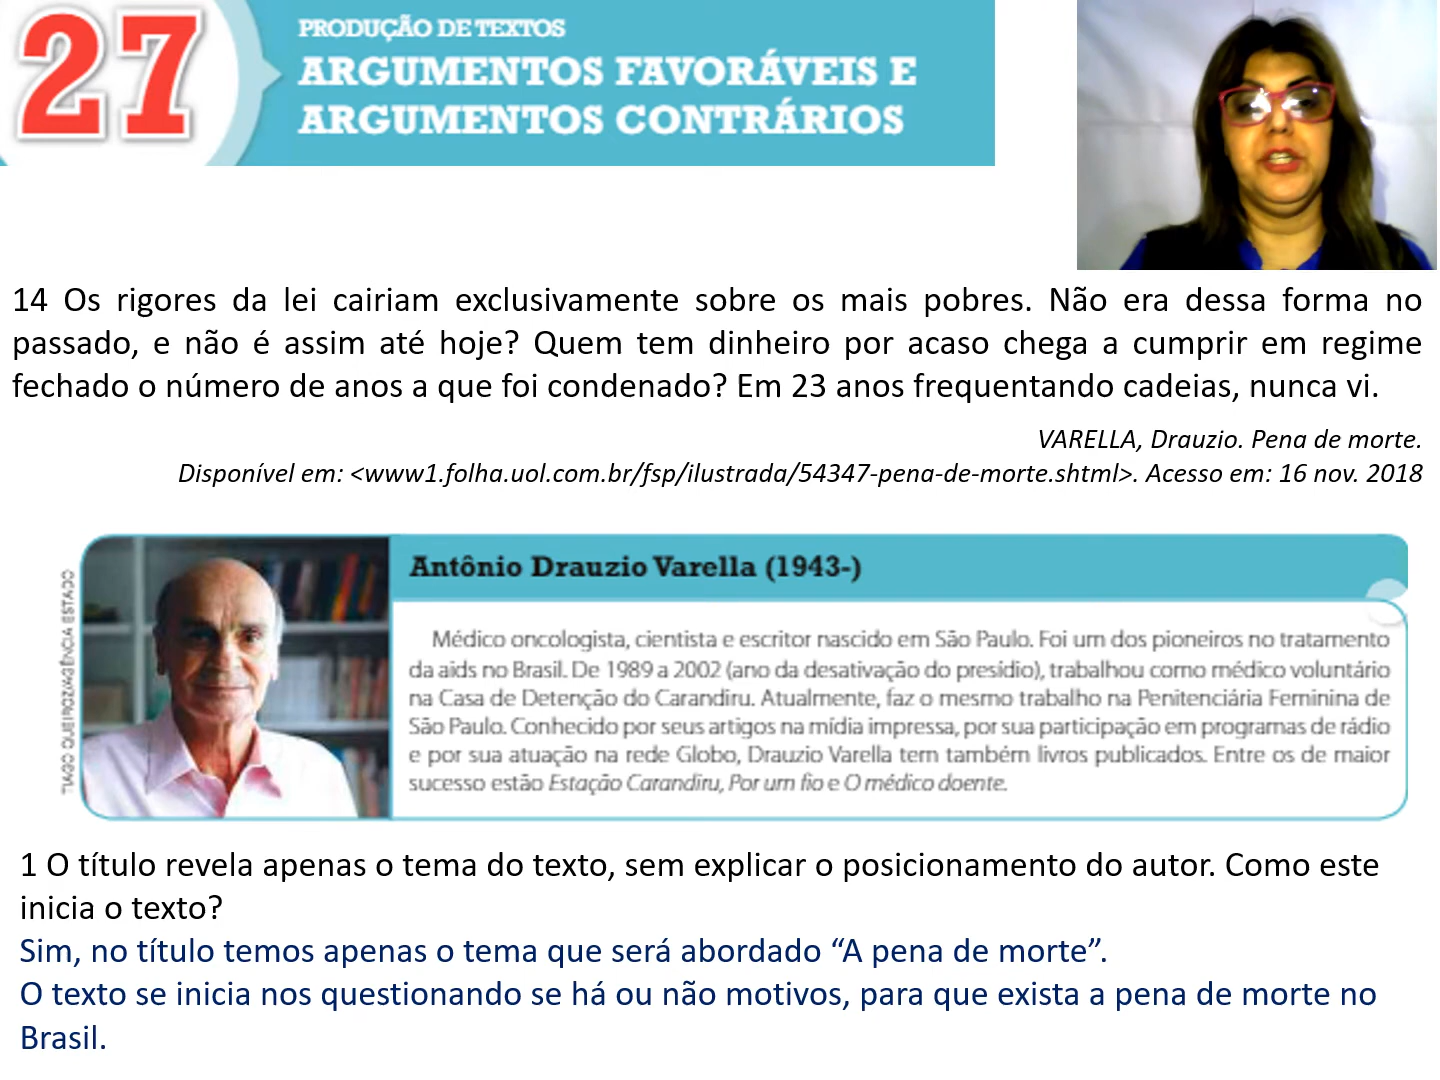 27
PRODUÇÃO DE TEXTOS
ARGUMENTOS FAVORÁVEIS E
ARGUMENTOS CONTRÁRIOS
14 Os rigores da lei cairiam exclusivamente sobre os mais pobres. Não era dessa forma no
passado, e não é assim até hoje? Quem tem dinheiro por acaso chega a cumprir em regime
fechado o número de anos a que foi condenado? Em 23 anos frequentando cadeias, nunca vi.
VARELLA, Drauzio. Pena de morte.
Disponível em: <www1.folha.uol.com.br/fsp/ilustrada/54347-pena-de-morte.shtml>. Acesso em: 16 nov. 2018
TIAGO QUEIROZ/AGÊNCIA ESTADO
Antônio Drauzio Varella (1943-)
Médico oncologista, cientista e escritor nascido em São Paulo. Foi um dos pioneiros no tratamento
da aids no Brasil. De 1989 a 2002 (ano da desativação do presídio), trabalhou como médico voluntário
na Casa de Detenção do Carandiru. Atualmente, faz o mesmo trabalho na Penitenciária Feminina de
São Paulo. Conhecido por seus artigos na mídia impressa, por sua participação em programas de rádio
e por sua atuação na rede Globo, Drauzio Varella tem também livros publicados. Entre os de maior
sucesso estão Estação Carandiru, Por um fio e O médico doente.
1 O título revela apenas o tema do texto, sem explicar o posicionamento do autor. Como este
inicia o texto?
Sim, no título temos apenas o tema que será abordado “A pena de morte”.
O texto se inicia nos questionando se há ou não motivos, para que exista a pena de morte no
Brasil.